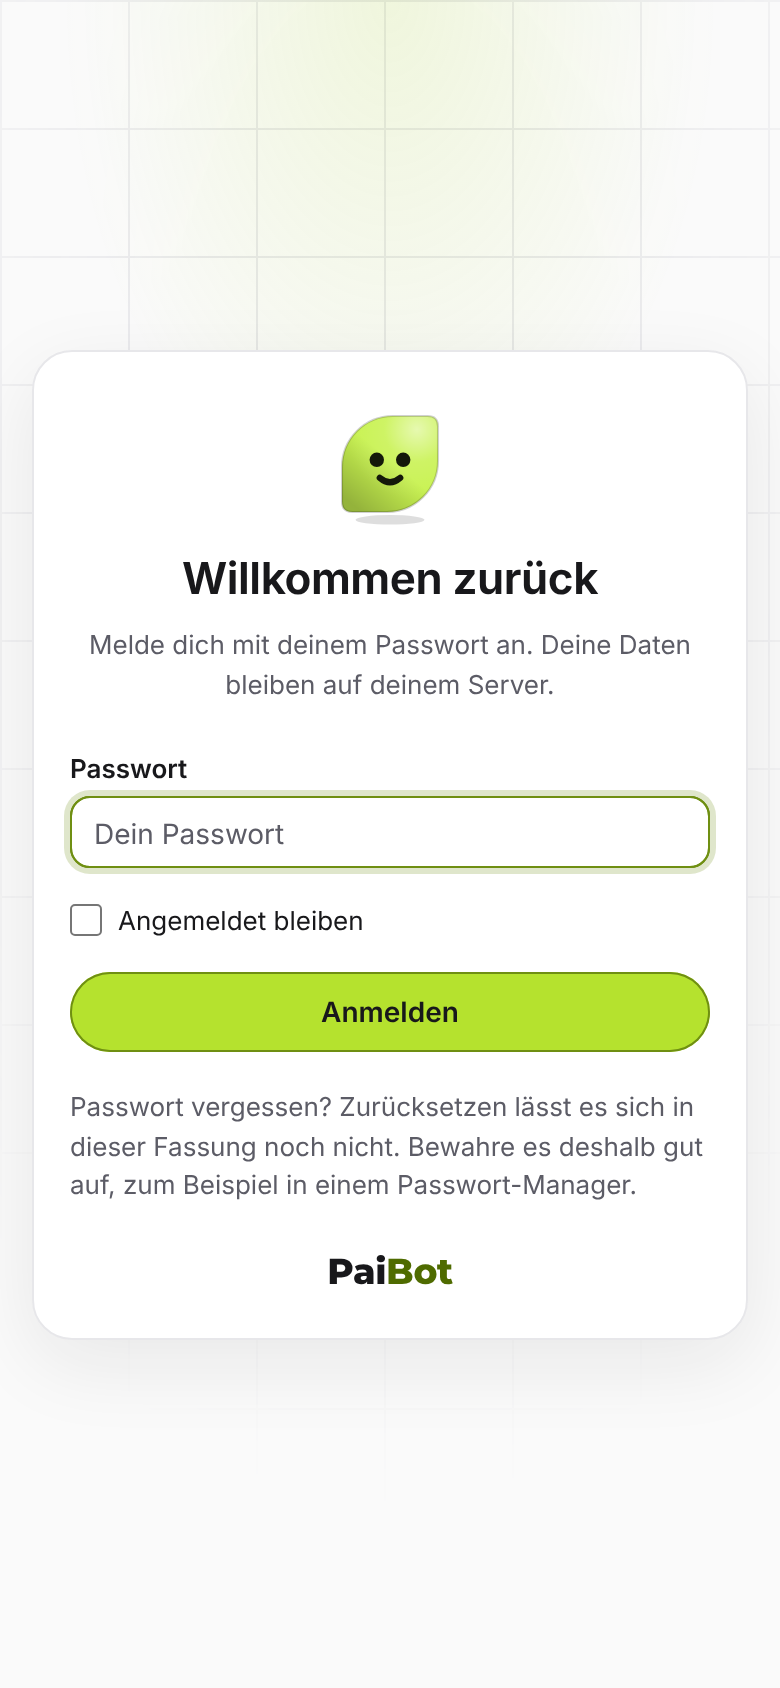 Willkommen zurück
Melde dich mit deinem Passwort an. Deine Daten
bleiben auf deinem Server.
Passwort
Dein Passwort
Angemeldet bleiben
Anmelden
Passwort vergessen? Zurücksetzen lässt es sich in
dieser Fassung noch nicht. Bewahre es deshalb gut
auf, zum Beispiel in einem Passwort-Manager.
PaiBot